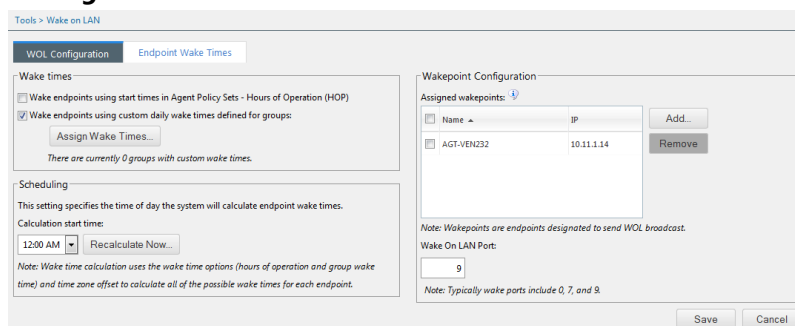 Tools > Wake on LAN
WOL Configuration
Endpoint Wake Times
Wake times
Wake endpoints using start times in Agent Policy Sets - Hours of Operation (HOP)
Wake endpoints using custom daily wake times defined for groups:
Assign Wake Times...
There are currently 0 groups with custom wake times.
Scheduling
This setting specifies the time of day the system will calculate endpoint wake times.
Calculation start time:
12:00 AM
Recalculate Now...
Note: Wake time calculation uses the wake time options (hours of operation and group wake
time) and time zone offset to calculate all of the possible wake times for each endpoint.
Wakepoint Configuration
Assigned wakepoints:
Name IP
AGT-VEN232 10.11.1.14
Add...
Remove
Note: Wakepoints are endpoints designated to send WOL broadcast.
Wake On LAN Port:
9
Note: Typically wake ports include 0, 7, and 9.
Save
Cancel